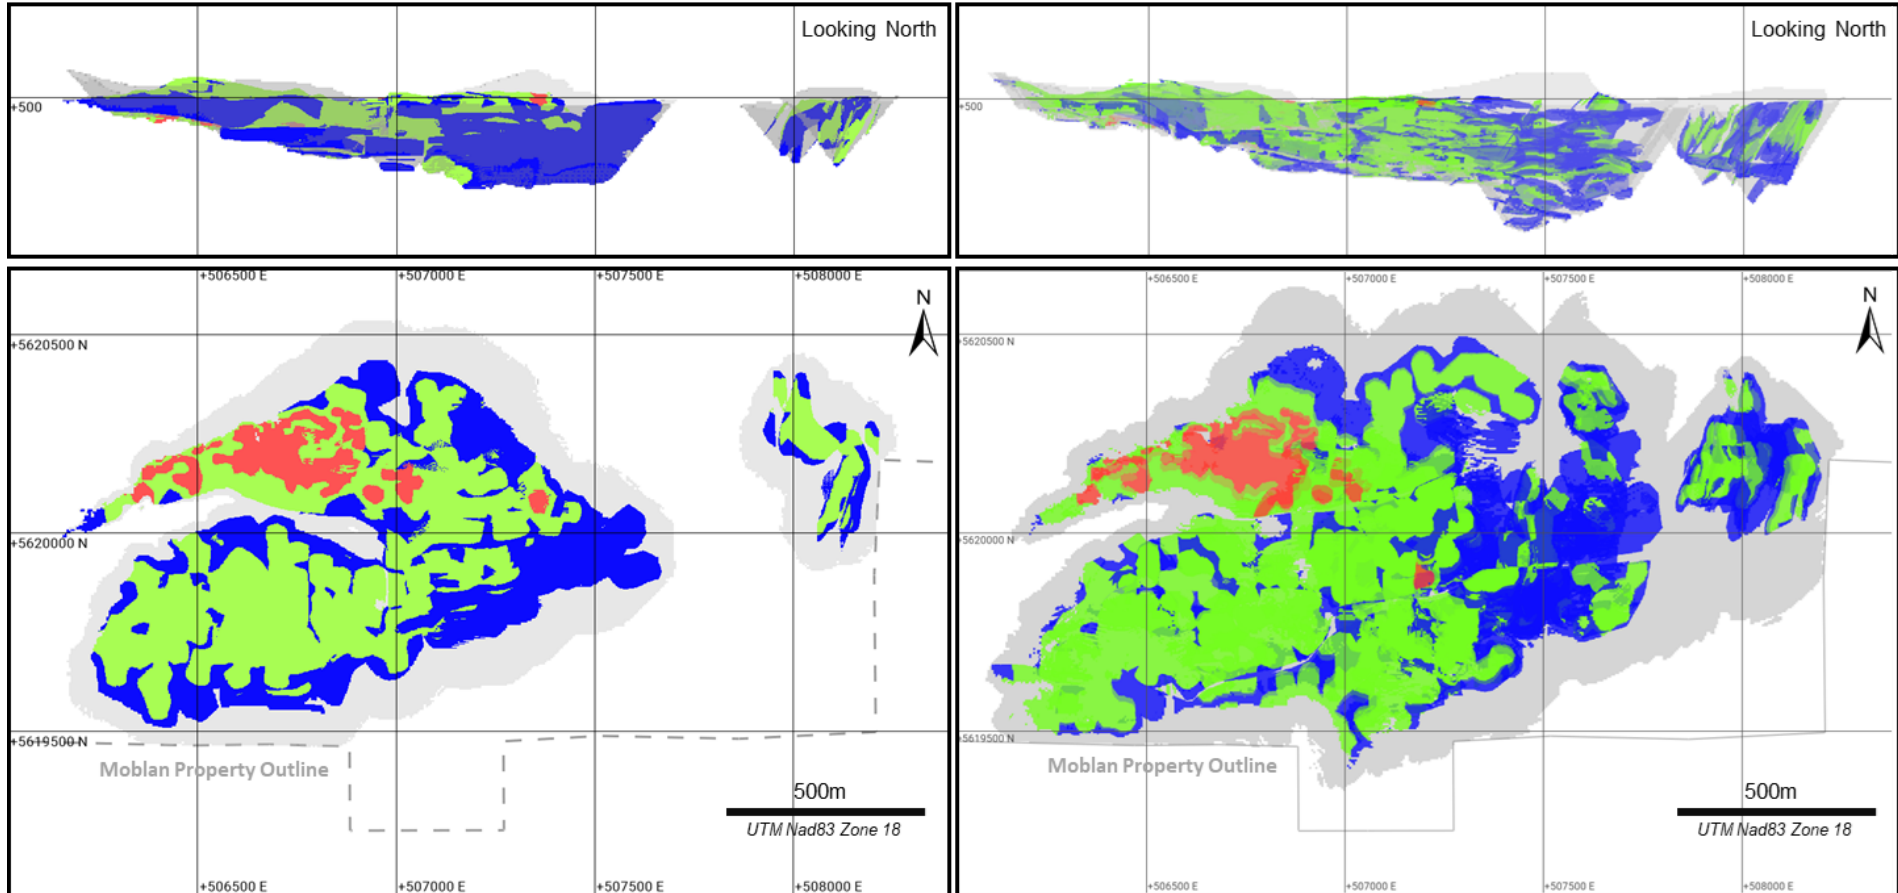 Looking North
+500
Looking North
+500
+506500 E
+507000 E
+507500 E
+508000 E
N
+5620500 N
+5620000 N
+5619500 N
Moblan Property Outline
500m
UTM Nad83 Zone 18
+506500 E
+507000 E
+507500 E
+508000 E
+506500 E
+507000 E
+507500 E
+508000 E
N
+5620500 N
+5620000 N
+5619500 N
Moblan Property Outline
500m
UTM Nad83 Zone 18
+506500 E
+507000 E
+507500 E
+508000 E